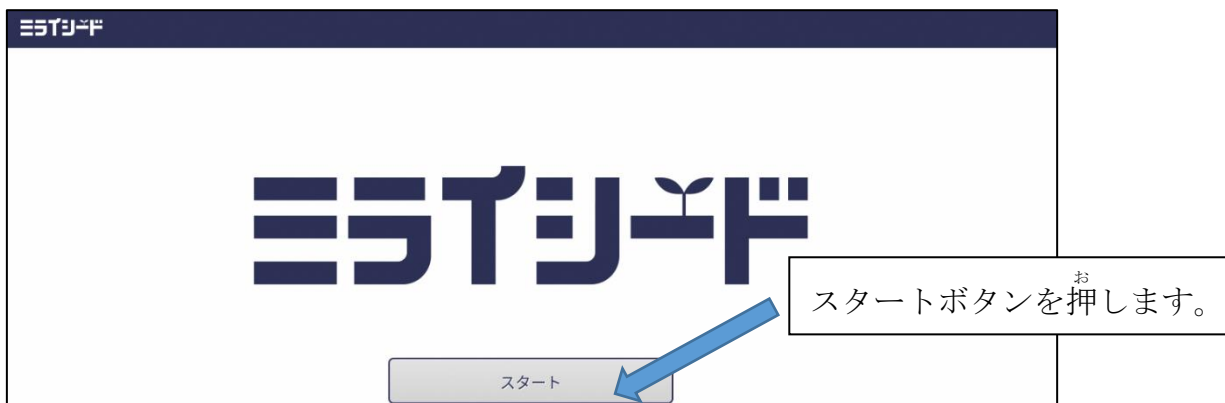 ミライシード
ミライシード
お
スタートボタンを押します。
スタート